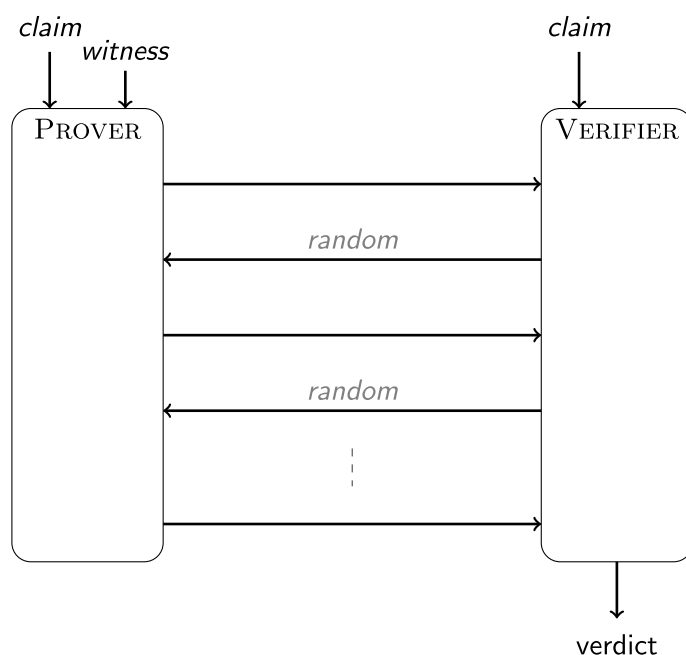 claim
witness
claim
PROVER
VERIFIER
random
random
verdict